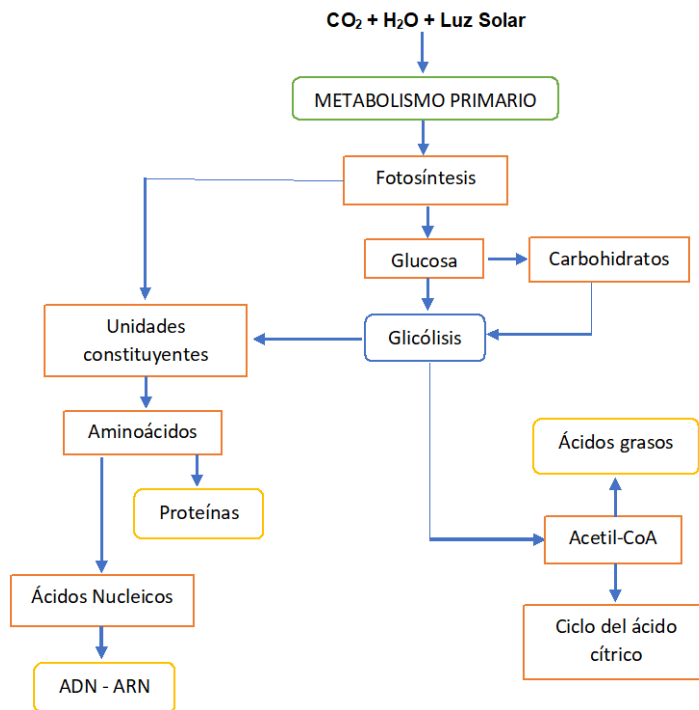 CO₂ + H₂O + Luz Solar
METABOLISMO PRIMARIO
Fotosíntesis
Glucosa
Carbohidratos
Unidades
constituyentes
Glicólisis
Aminoácidos
Ácidos grasos
Proteínas
Acetil-CoA
Ácidos Nucleicos
Ciclo del ácido
cítrico
ADN - ARN